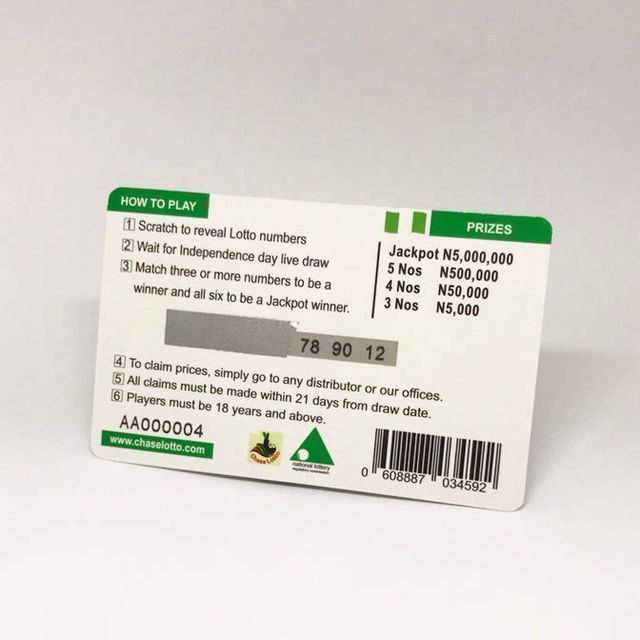 HOW TO PLAY
1 Scratch to reveal Lotto numbers
2 Wait for Independence day live draw
3 Match three or more numbers to be a
winner and all six to be a Jackpot winner.
PRIZES
Jackpot N5,000,000
5 Nos N500,000
4 Nos N50,000
3 Nos N5,000
78 90 12
4 To claim prices, simply go to any distributor or our offices.
5 All claims must be made within 21 days from draw date.
6 Players must be 18 years and above.
AA000004
www.chaselotto.com
Chase Lotto
national lottery
regulatory commission
0 608887 034592